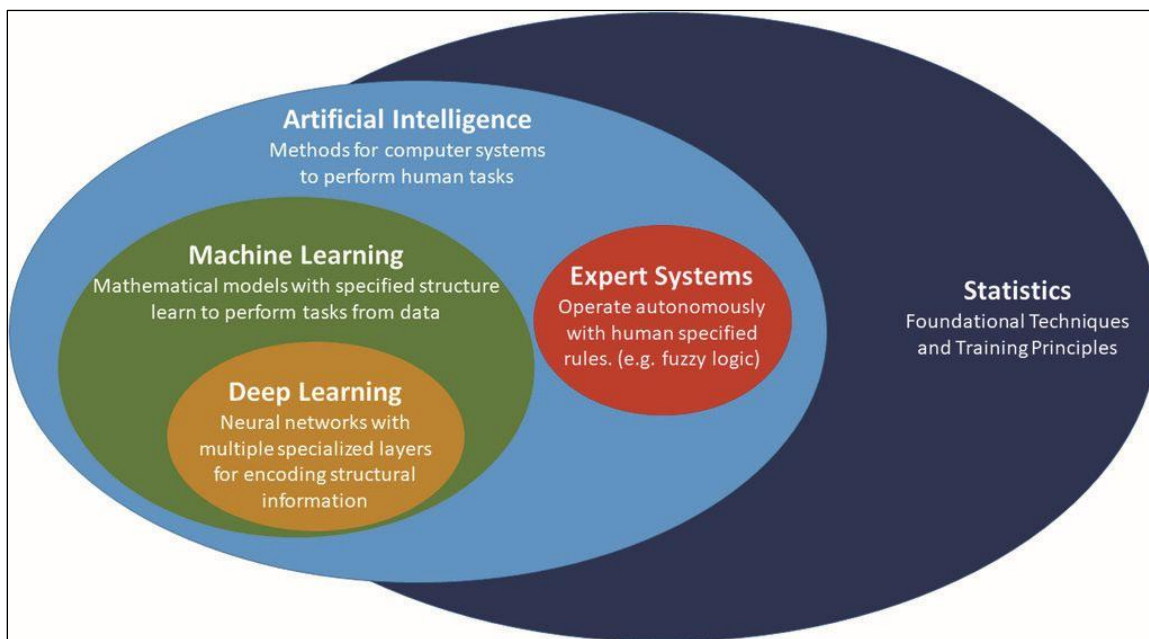 Artificial Intelligence
Methods for computer systems
to perform human tasks
Machine Learning
Mathematical models with specified structure
learn to perform tasks from data
Deep Learning
Neural networks with
multiple specialized layers
for encoding structural
information
Expert Systems
Operate autonomously
with human specified
rules. (e.g. fuzzy logic)
Statistics
Foundational Techniques
and Training Principles